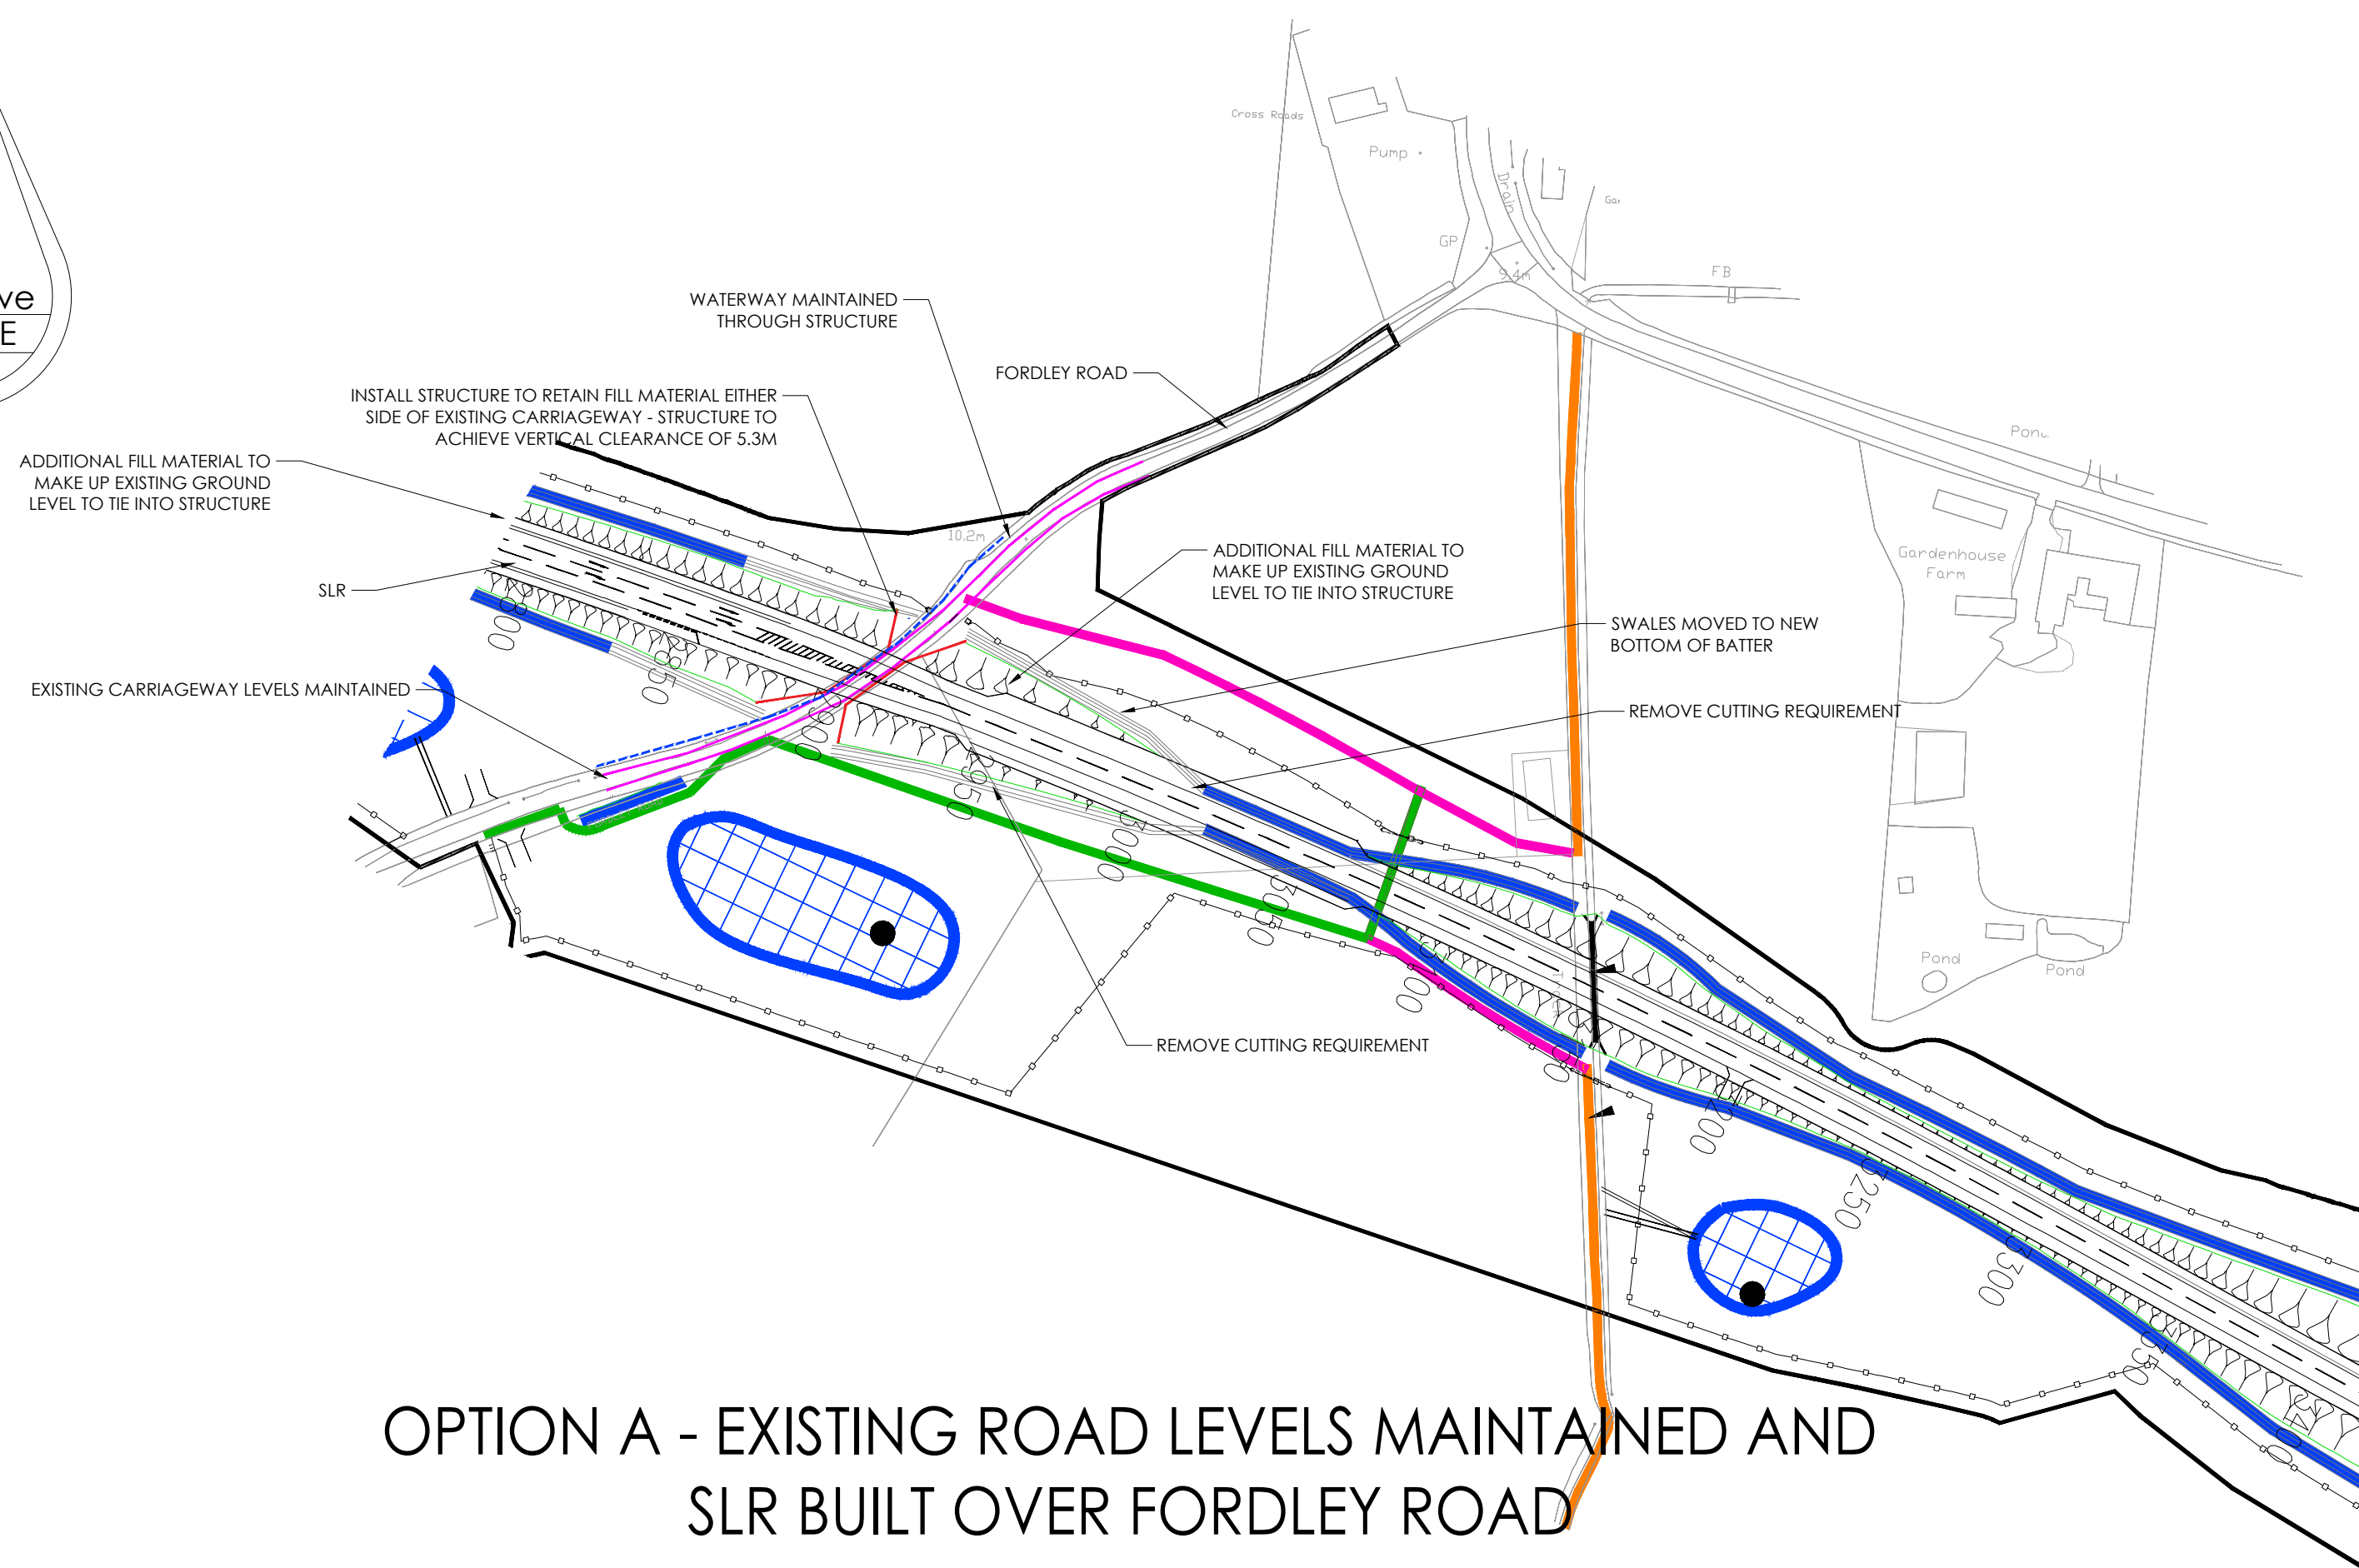 Cross Roads
Pump
Drain
Gar
GP
9.4m
FB
ve
E
WATERWAY MAINTAINED
THROUGH STRUCTURE
FORDLEY ROAD
INSTALL STRUCTURE TO RETAIN FILL MATERIAL EITHER
SIDE OF EXISTING CARRIAGEWAY - STRUCTURE TO
ACHIEVE VERTICAL CLEARANCE OF 5.3M
ADDITIONAL FILL MATERIAL TO
MAKE UP EXISTING GROUND
LEVEL TO TIE INTO STRUCTURE
10.2m
ADDITIONAL FILL MATERIAL TO
MAKE UP EXISTING GROUND
LEVEL TO TIE INTO STRUCTURE
Gardenhouse
Farm
SLR
SWALES MOVED TO NEW
BOTTOM OF BATTER
EXISTING CARRIAGEWAY LEVELS MAINTAINED
REMOVE CUTTING REQUIREMENT
Pond
Pond
REMOVE CUTTING REQUIREMENT
OPTION A - EXISTING ROAD LEVELS MAINTAINED AND
SLR BUILT OVER FORDLEY ROAD